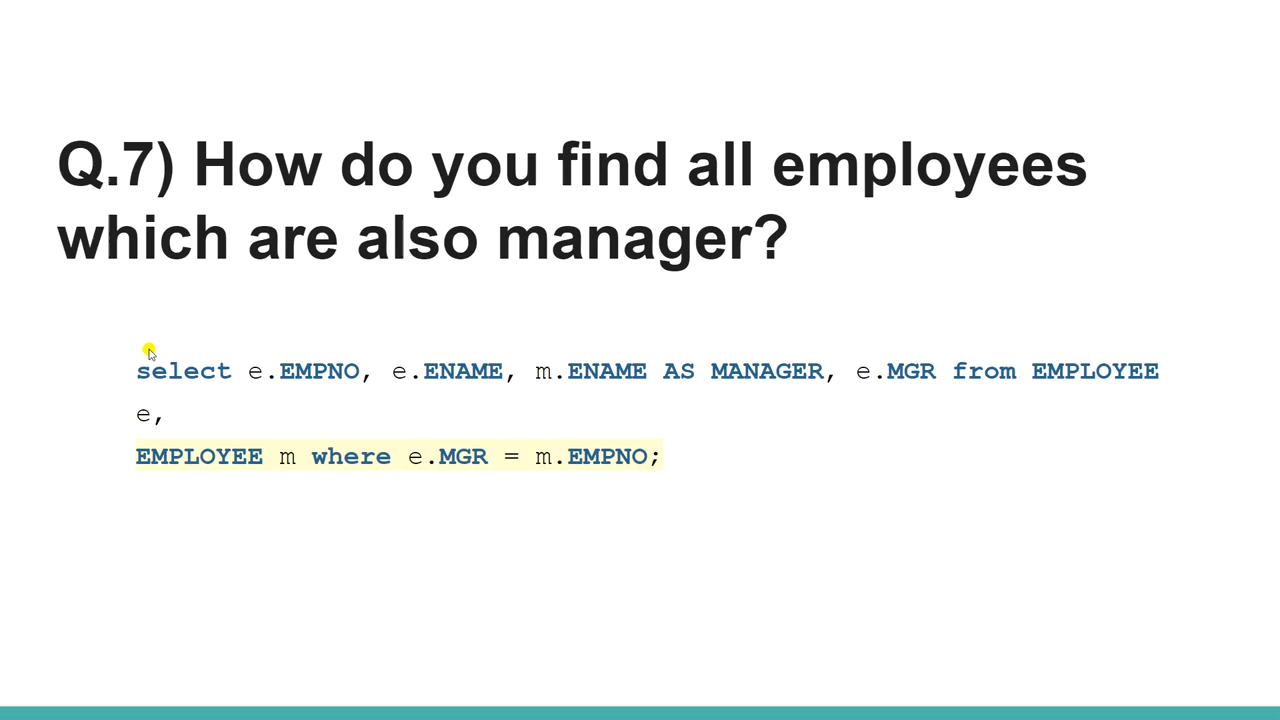 Q.7) How do you find all employees
which are also manager?
select e.EMPNO, e.ENAME, m.ENAME AS MANAGER, e.MGR from EMPLOYEE
e,
EMPLOYEE m where e.MGR = m.EMPNO;